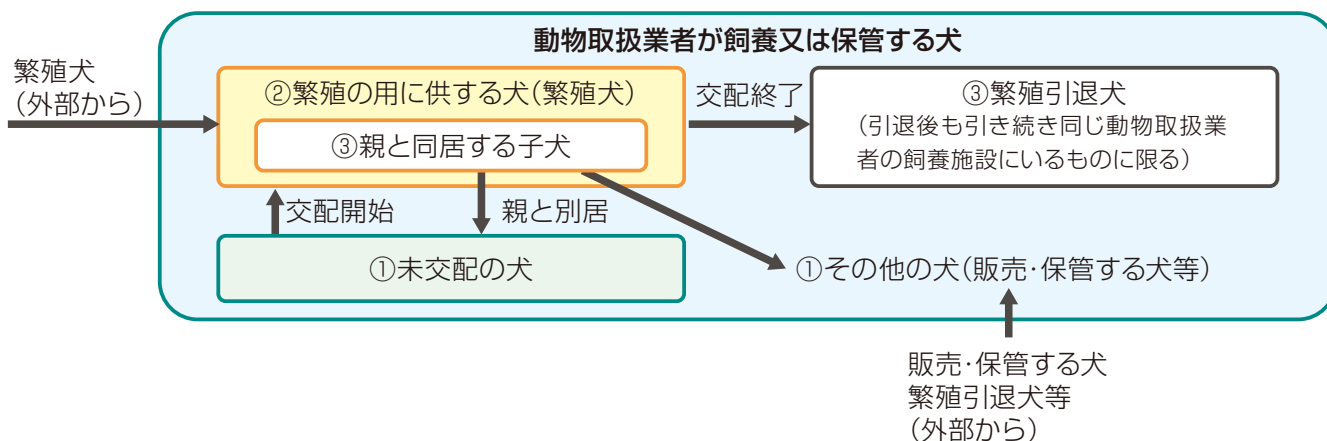 動物取扱業者が飼養又は保管する犬
繁殖犬
(外部から)
②繁殖の用に供する犬(繁殖犬)
③親と同居する子犬
交配終了
③繁殖引退犬
(引退後も引き続き同じ動物取扱業
者の飼養施設にいるものに限る)
交配開始
親と別居
①未交配の犬
①その他の犬(販売・保管する犬等)
販売・保管する犬
繁殖引退犬等
(外部から)